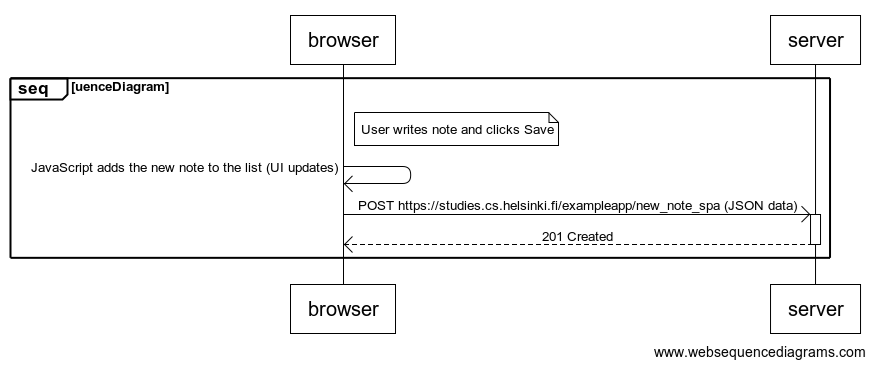 browser
server
seq
[uenceDiagram]
User writes note and clicks Save
JavaScript adds the new note to the list (UI updates)
POST https://studies.cs.helsinki.fi/exampleapp/new_note_spa (JSON data)
201 Created
browser
server
www.websequencediagrams.com